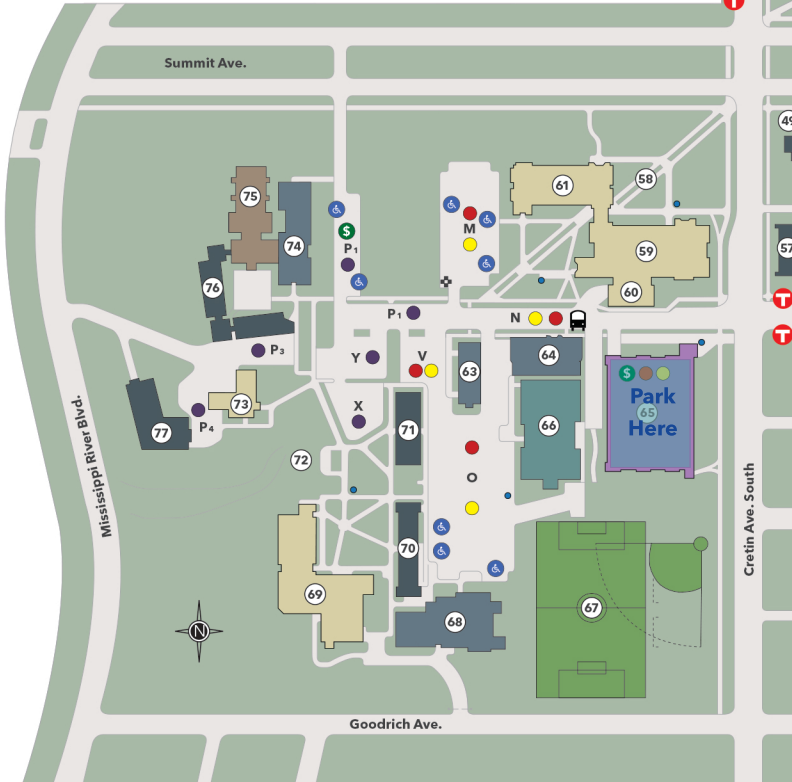 T
Summit Ave.
49
61
58
75
M
$
74
P1
59
57
76
60
T
P1
N
T
P3
Y
V
64
63
$
Park
65
Here
73
X
P4
77
71
66
72
O
Mississippi River Blvd.
Cretin Ave. South
70
69
67
68
N
Goodrich Ave.